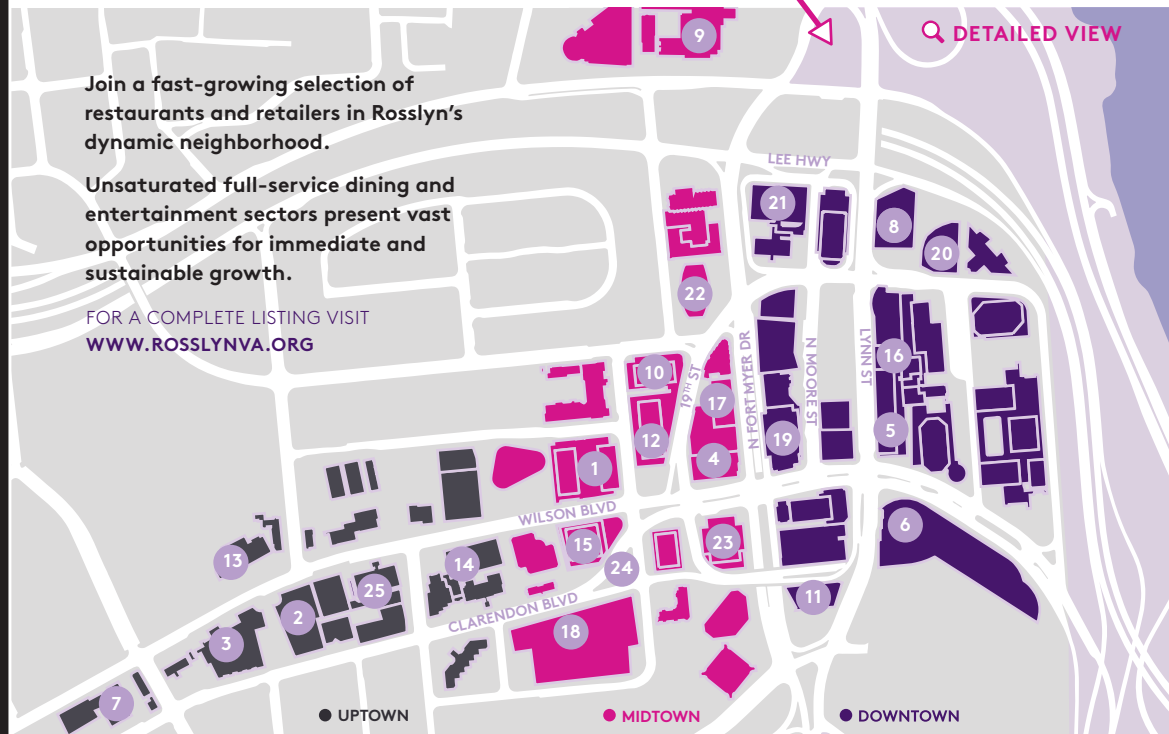 DETAILED VIEW
Join a fast-growing selection of
restaurants and retailers in Rosslyn's
dynamic neighborhood.
Unsaturated full-service dining and
entertainment sectors present vast
opportunities for immediate and
sustainable growth.
FOR A COMPLETE LISTING VISIT
WWW.ROSSLYNVA.ORG
9
LEE HWY
21
8
20
22
N FORT MYER DR
N MOORE ST
LYNN ST
16
10
19TH ST
17
12
19
5
4
1
WILSON BLVD
6
15
23
13
14
24
25
11
CLARENDON BLVD
2
18
3
7
UPTOWN
MIDTOWN
DOWNTOWN